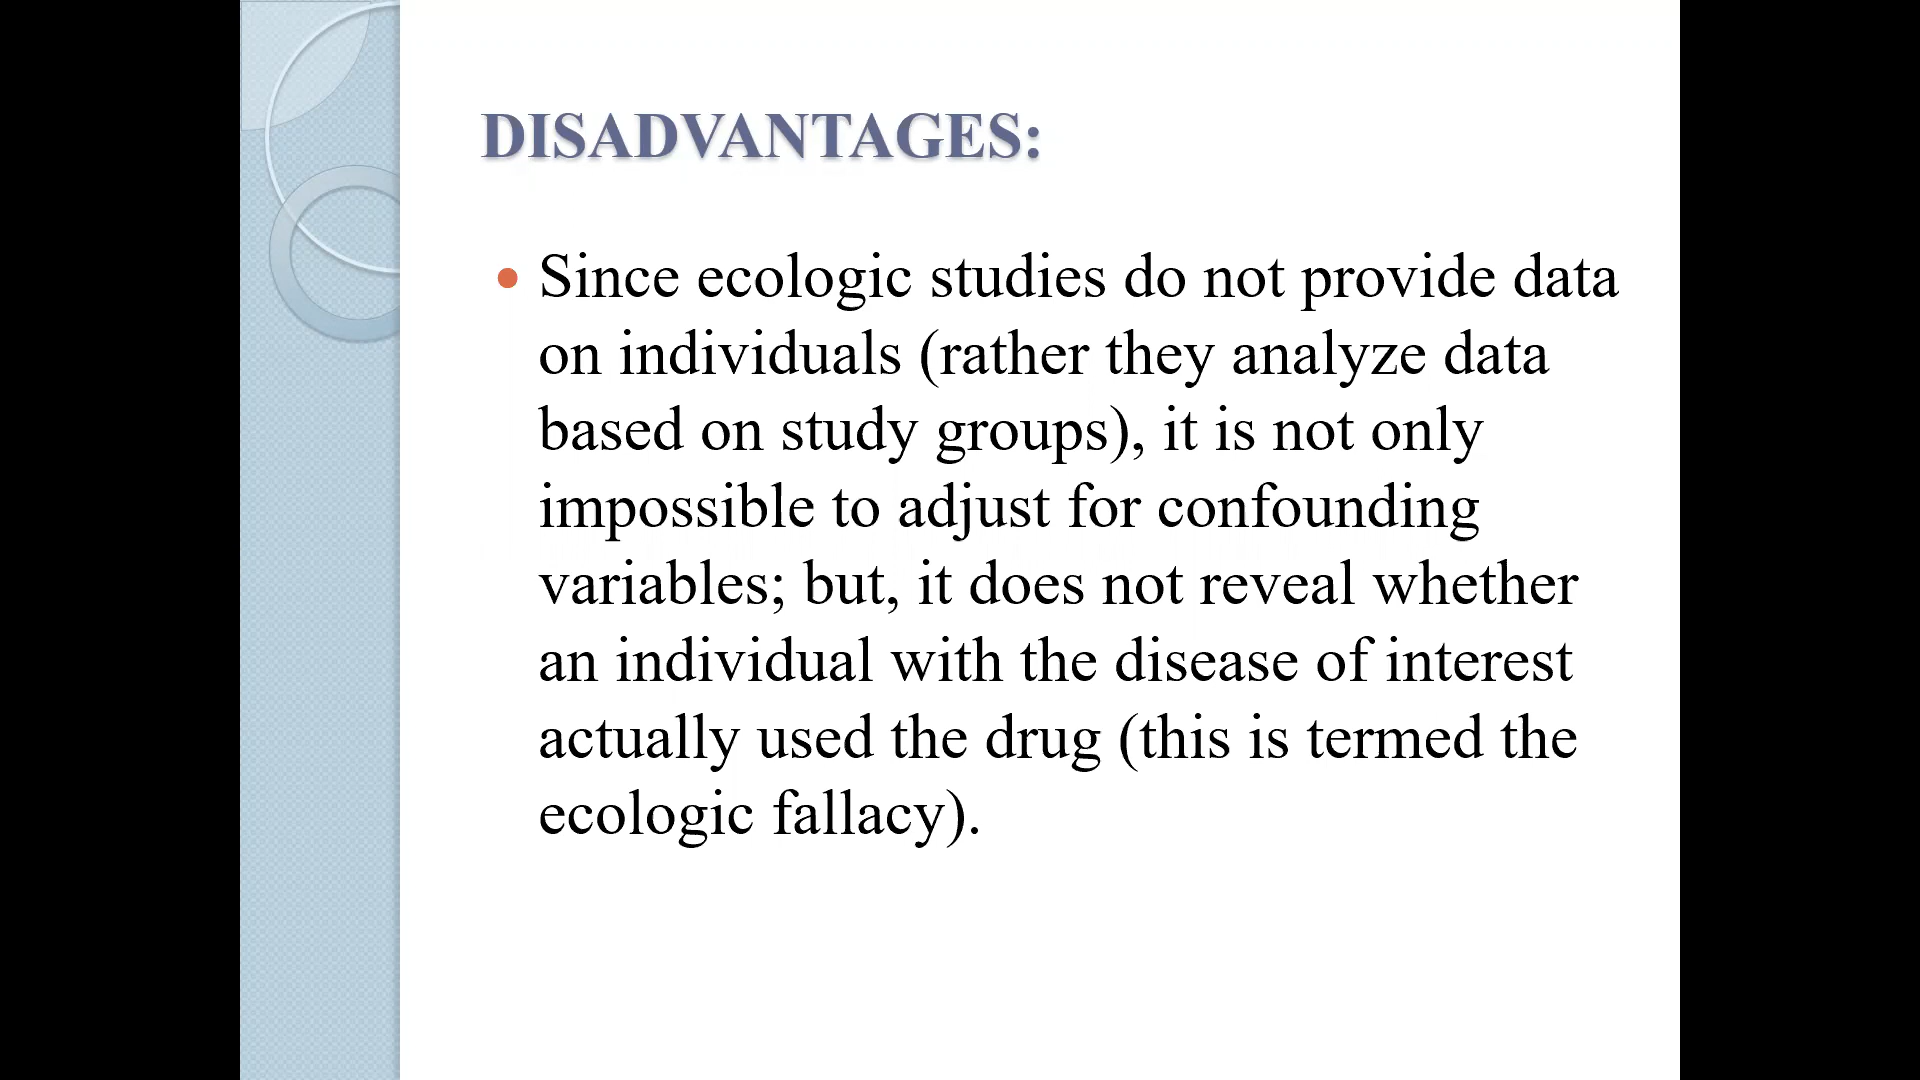 DISADVANTAGES:
• Since ecologic studies do not provide data
on individuals (rather they analyze data
based on study groups), it is not only
impossible to adjust for confounding
variables; but, it does not reveal whether
an individual with the disease of interest
actually used the drug (this is termed the
ecologic fallacy).